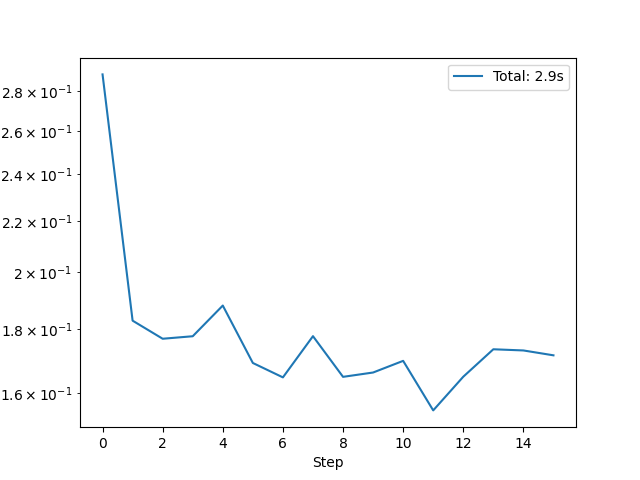 Total: 2.9s
2.8 × 10⁻¹
2.6 × 10⁻¹
2.4 × 10⁻¹
2.2 × 10⁻¹
2 × 10⁻¹
1.8 × 10⁻¹
1.6 × 10⁻¹
0 2 4 6 8 10 12 14
Step